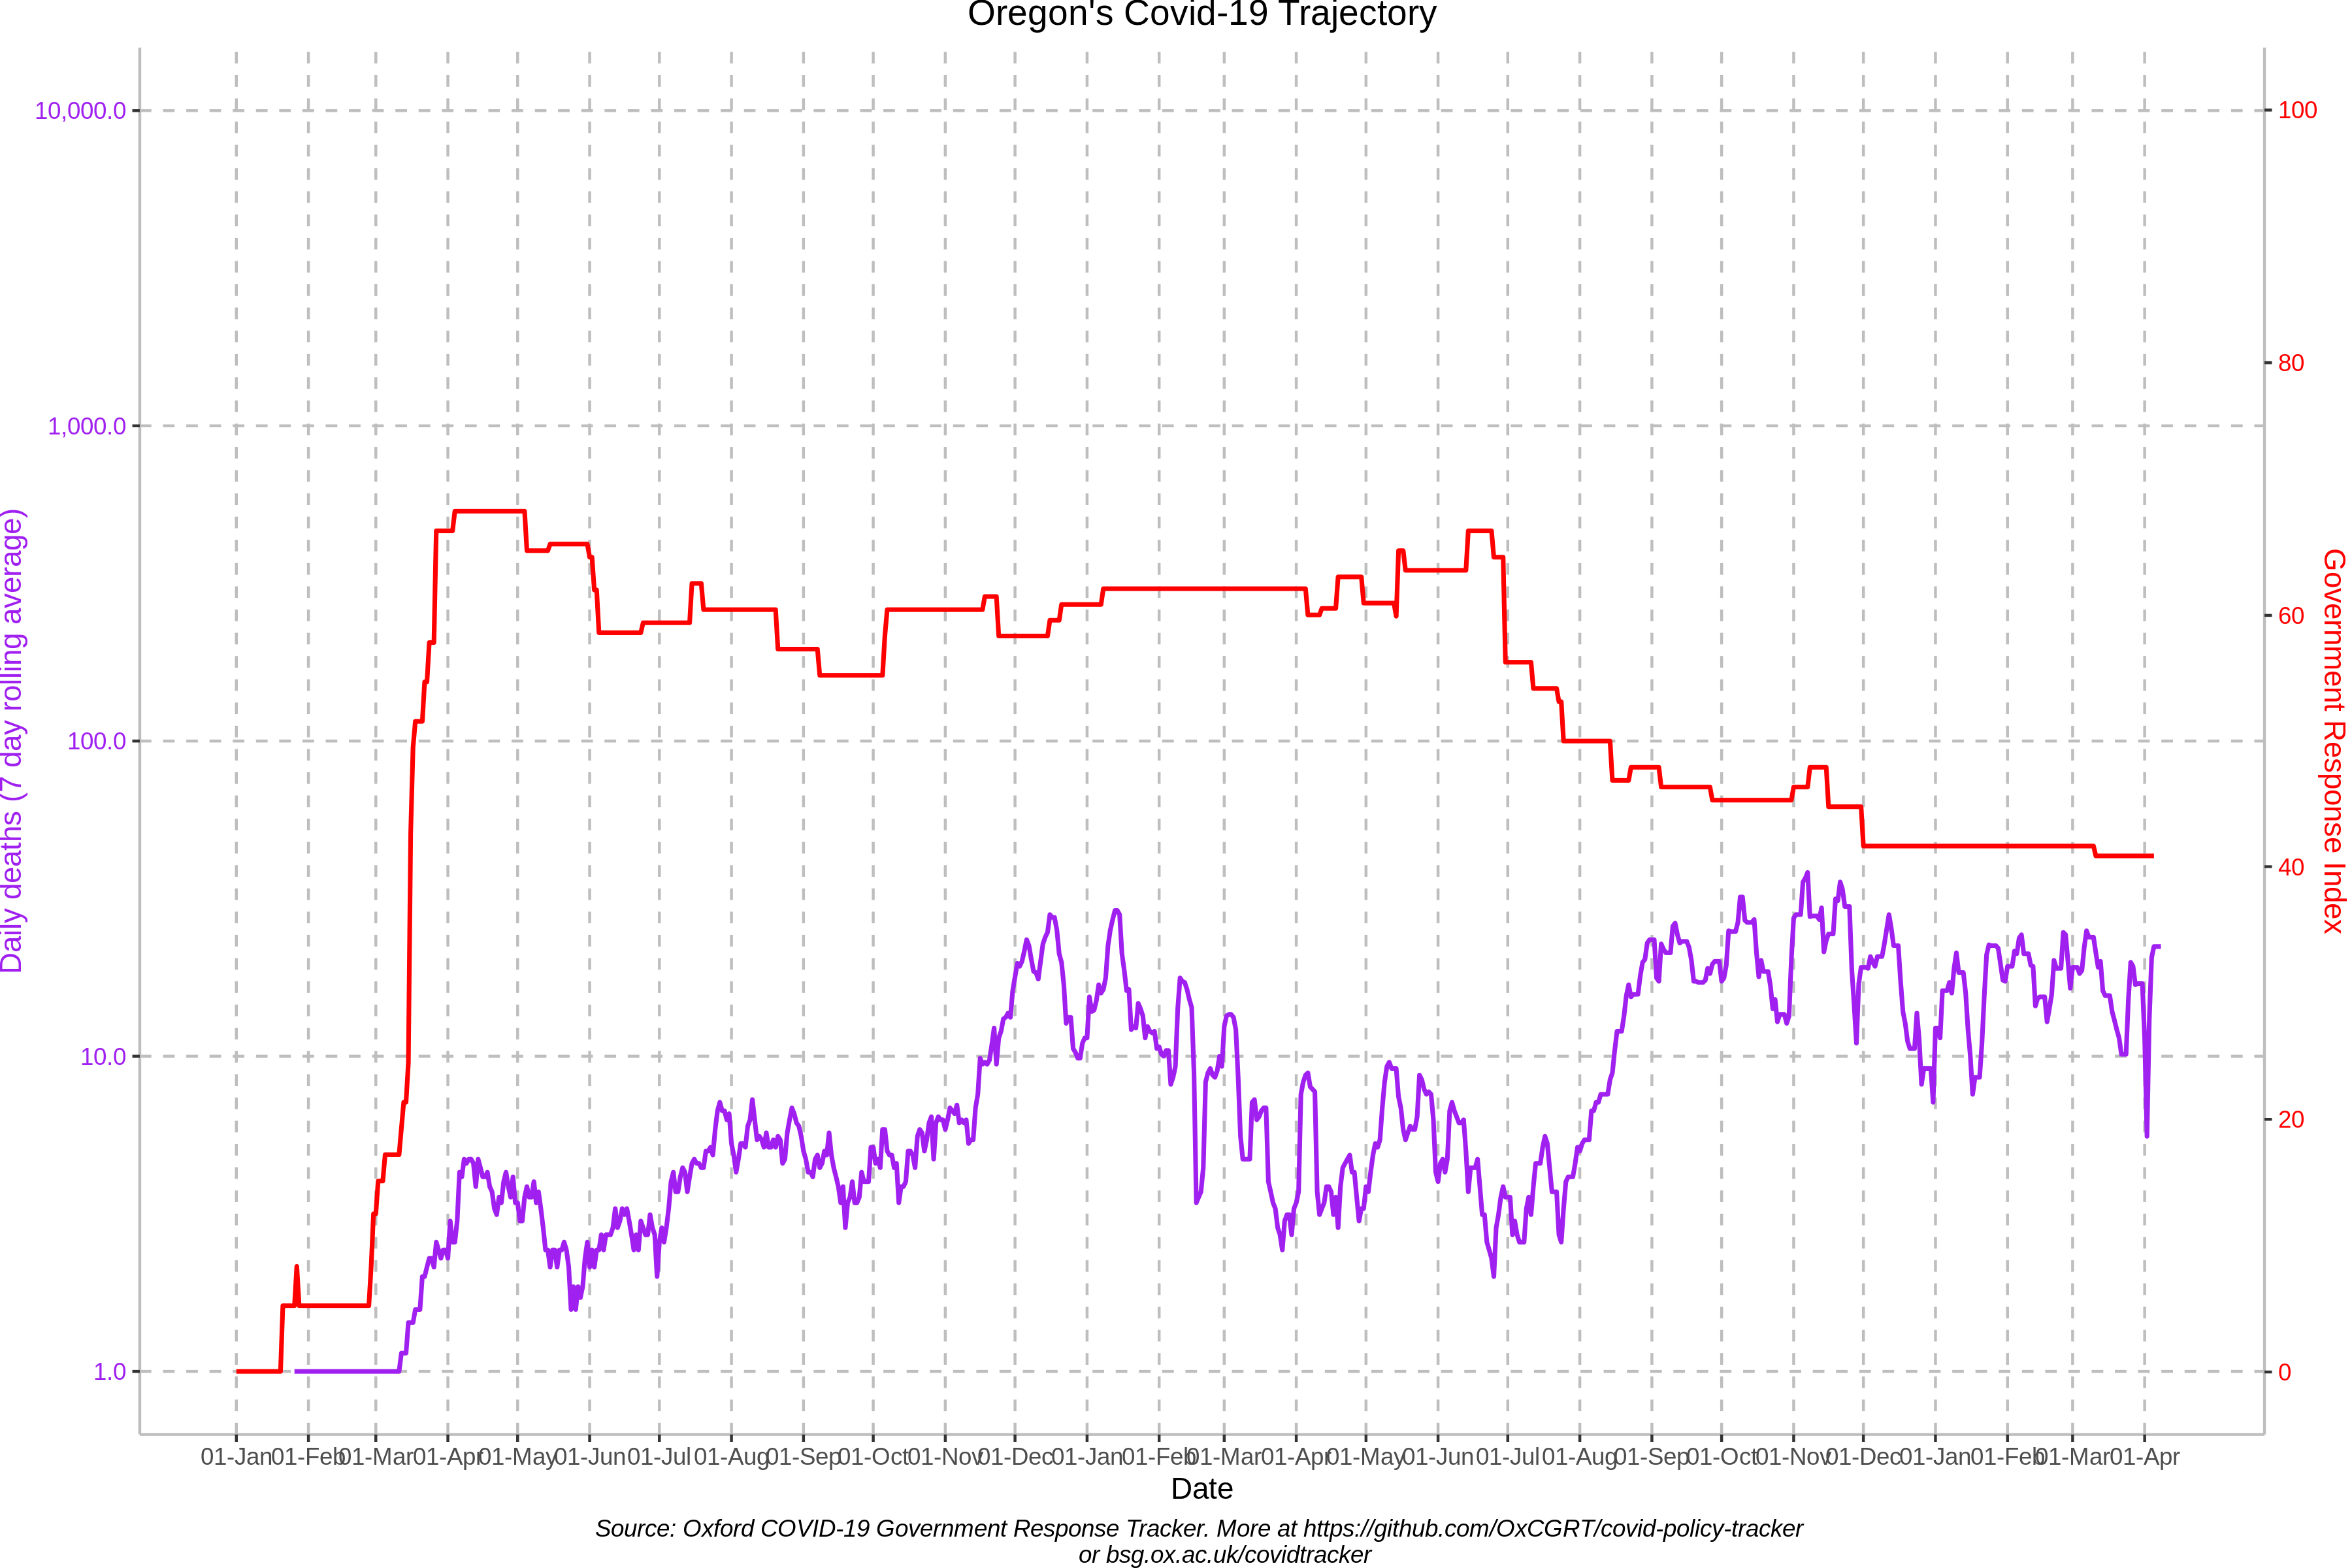 Oregon's Covid-19 Trajectory
10,000.0
1,000.0
100.0
10.0
1.0
Daily deaths (7 day rolling average)
100
80
60
40
20
0
Government Response Index
01-Jan 01-Feb 01-Mar 01-Apr 01-May 01-Jun 01-Jul 01-Aug 01-Sep 01-Oct 01-Nov 01-Dec 01-Jan 01-Feb 01-Mar 01-Apr 01-May 01-Jun 01-Jul 01-Aug 01-Sep 01-Oct 01-Nov 01-Dec 01-Jan 01-Feb 01-Mar 01-Apr
Date
Source: Oxford COVID-19 Government Response Tracker. More at https://github.com/OxCGRT/covid-policy-tracker
or bsg.ox.ac.uk/covidtracker